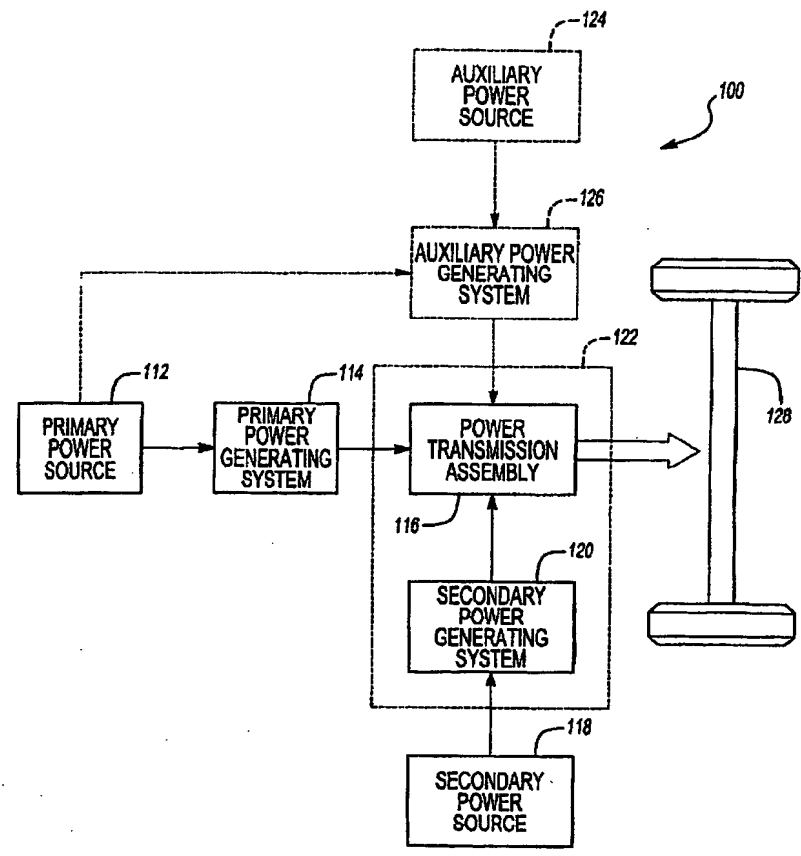 124
AUXILIARY
POWER
SOURCE
100
126
AUXILIARY POWER
GENERATING
SYSTEM
122
128
112
PRIMARY
POWER
SOURCE
114
PRIMARY
POWER
GENERATING
SYSTEM
POWER
TRANSMISSION
ASSEMBLY
116
120
SECONDARY
POWER
GENERATING
SYSTEM
118
SECONDARY
POWER
SOURCE